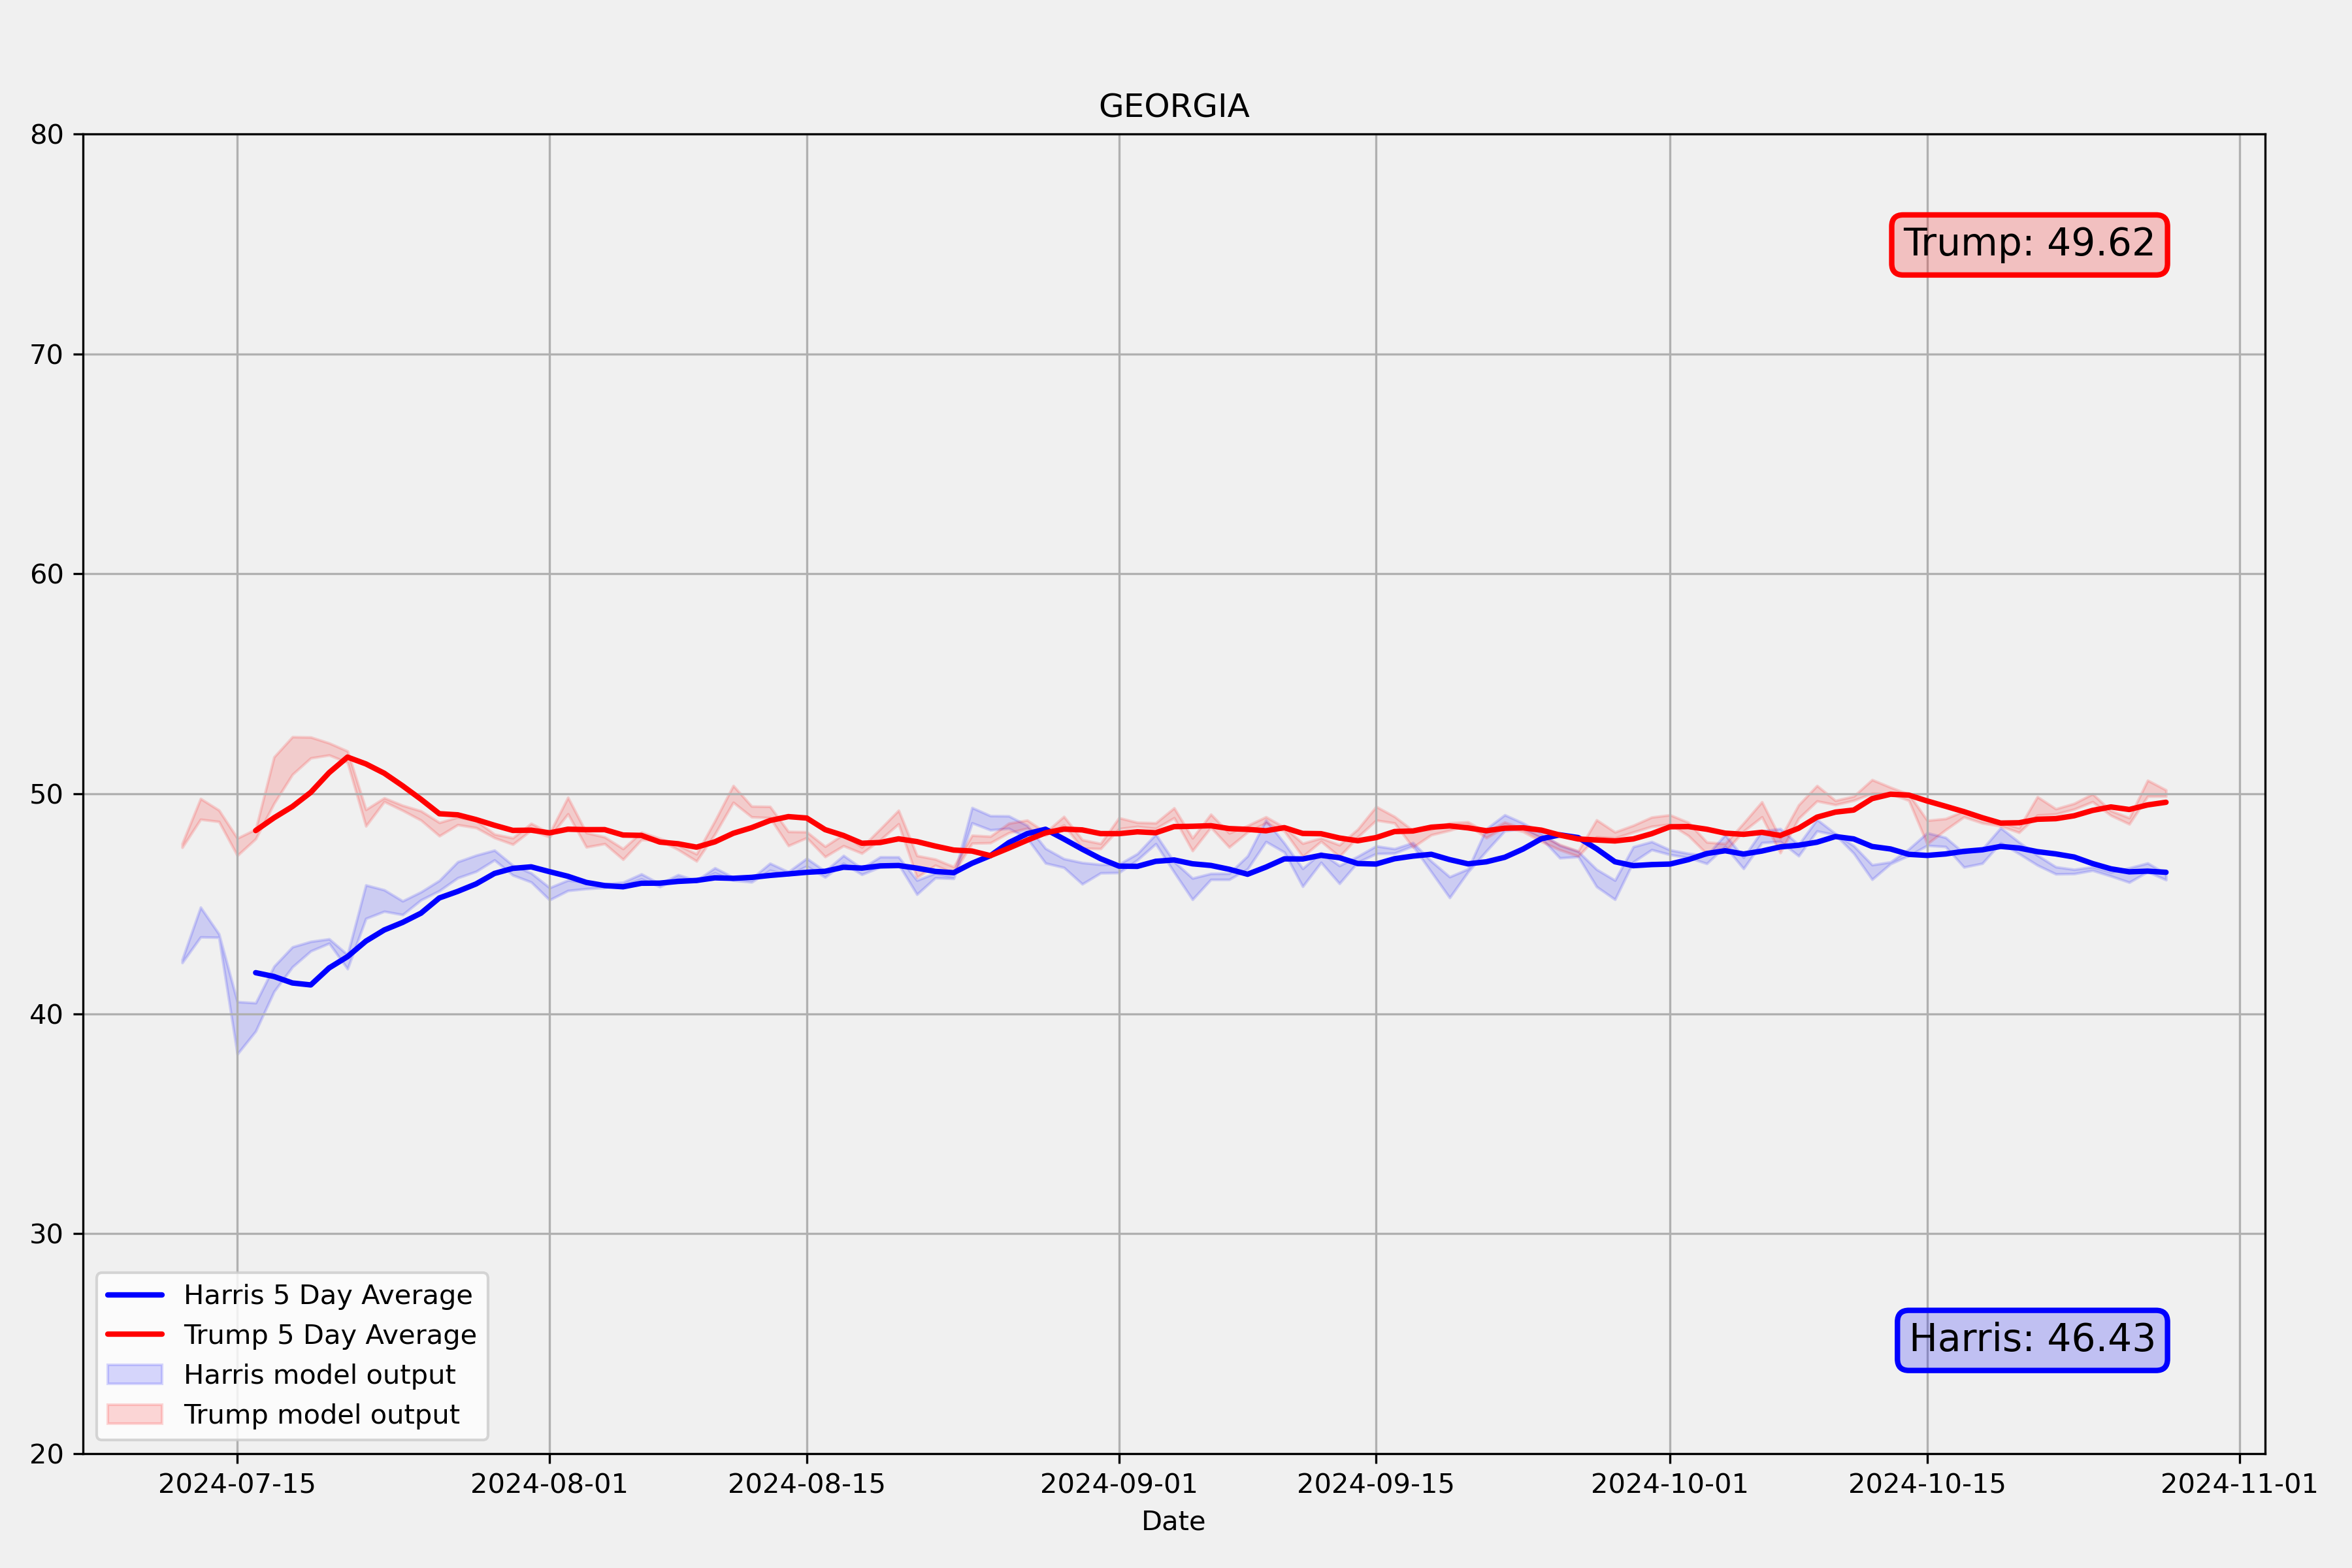 GEORGIA
80
70
60
50
40
30
20
Trump: 49.62
Harris: 46.43
Harris 5 Day Average
Trump 5 Day Average
Harris model output
Trump model output
2024-07-15
2024-08-01
2024-08-15
2024-09-01
2024-09-15
2024-10-01
2024-10-15
2024-11-01
Date